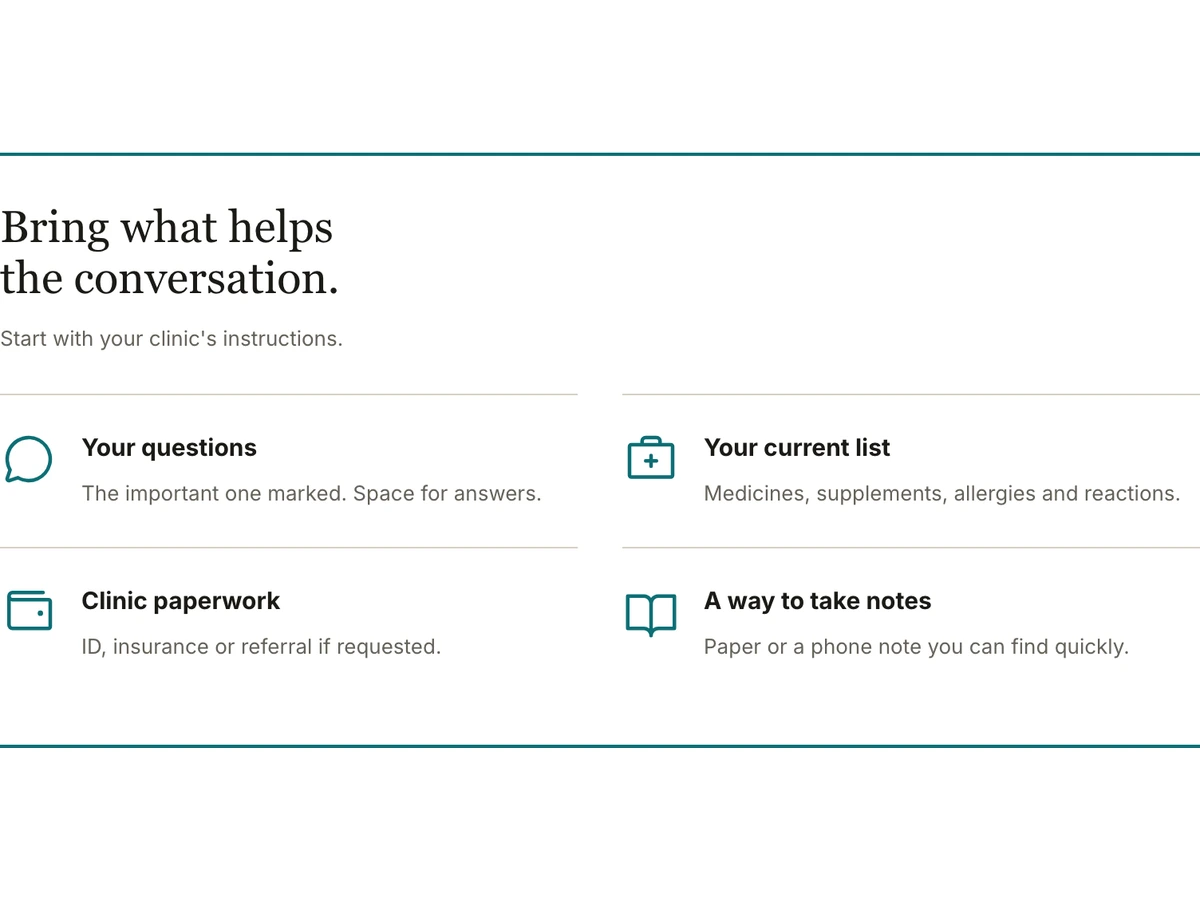 Bring what helps
the conversation.
Start with your clinic's instructions.
Your questions
The important one marked. Space for answers.
Your current list
Medicines, supplements, allergies and reactions.
Clinic paperwork
ID, insurance or referral if requested.
A way to take notes
Paper or a phone note you can find quickly.